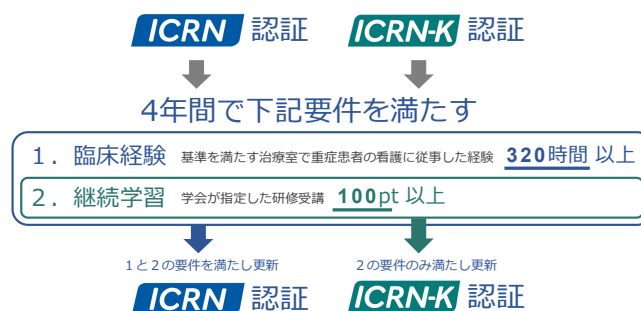 ICRN 認証 ICRN-K 認証
4年間で下記要件を満たす
1. 臨床経験 基準を満たす治療室で重症患者の看護に従事した経験 320時間 以上
2. 継続学習 学会が指定した研修受講 100pt 以上
1と2の要件を満たし更新 2の要件のみ満たし更新
ICRN 認証 ICRN-K 認証